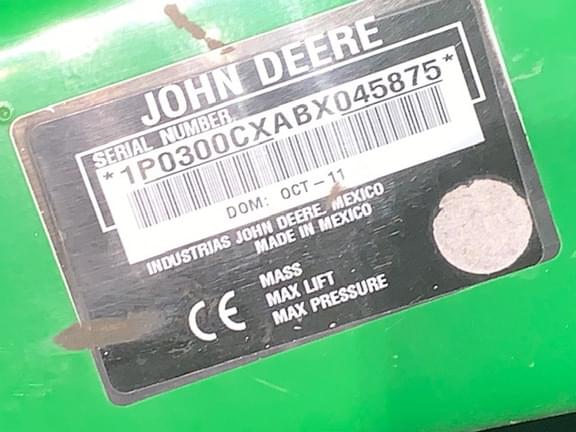 JOHN DEERE
SERIAL NUMBER
*1P0300CXABX045875*
DOM: OCT-11
INDUSTRIAS JOHN DEERE, MEXICO
MADE IN MEXICO
CE
MASS
MAX LIFT
MAX PRESSURE